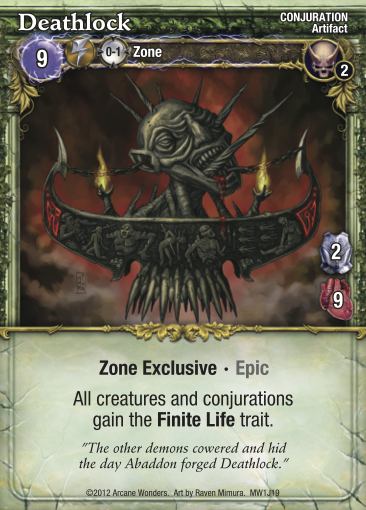 Deathlock
CONJURATION
Artifact
9
0-1
Zone
2
2
9
Zone Exclusive • Epic
All creatures and conjurations
gain the Finite Life trait.
"The other demons cowered and hid
the day Abaddon forged Deathlock."
©2012 Arcane Wonders. Art by Raven Mimura. MW1J19